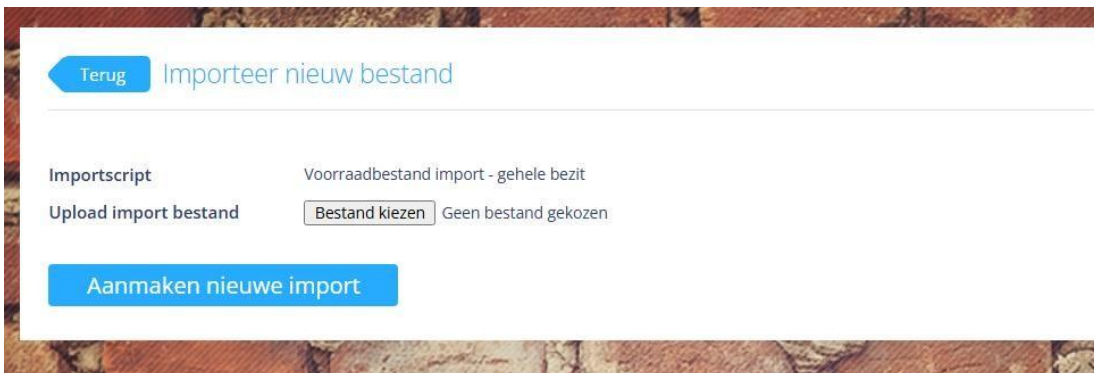 Terug Importeer nieuw bestand
Importscript Voorraadbestand import - gehele bezit
Upload import bestand Bestand kiezen Geen bestand gekozen
Aanmaken nieuwe import